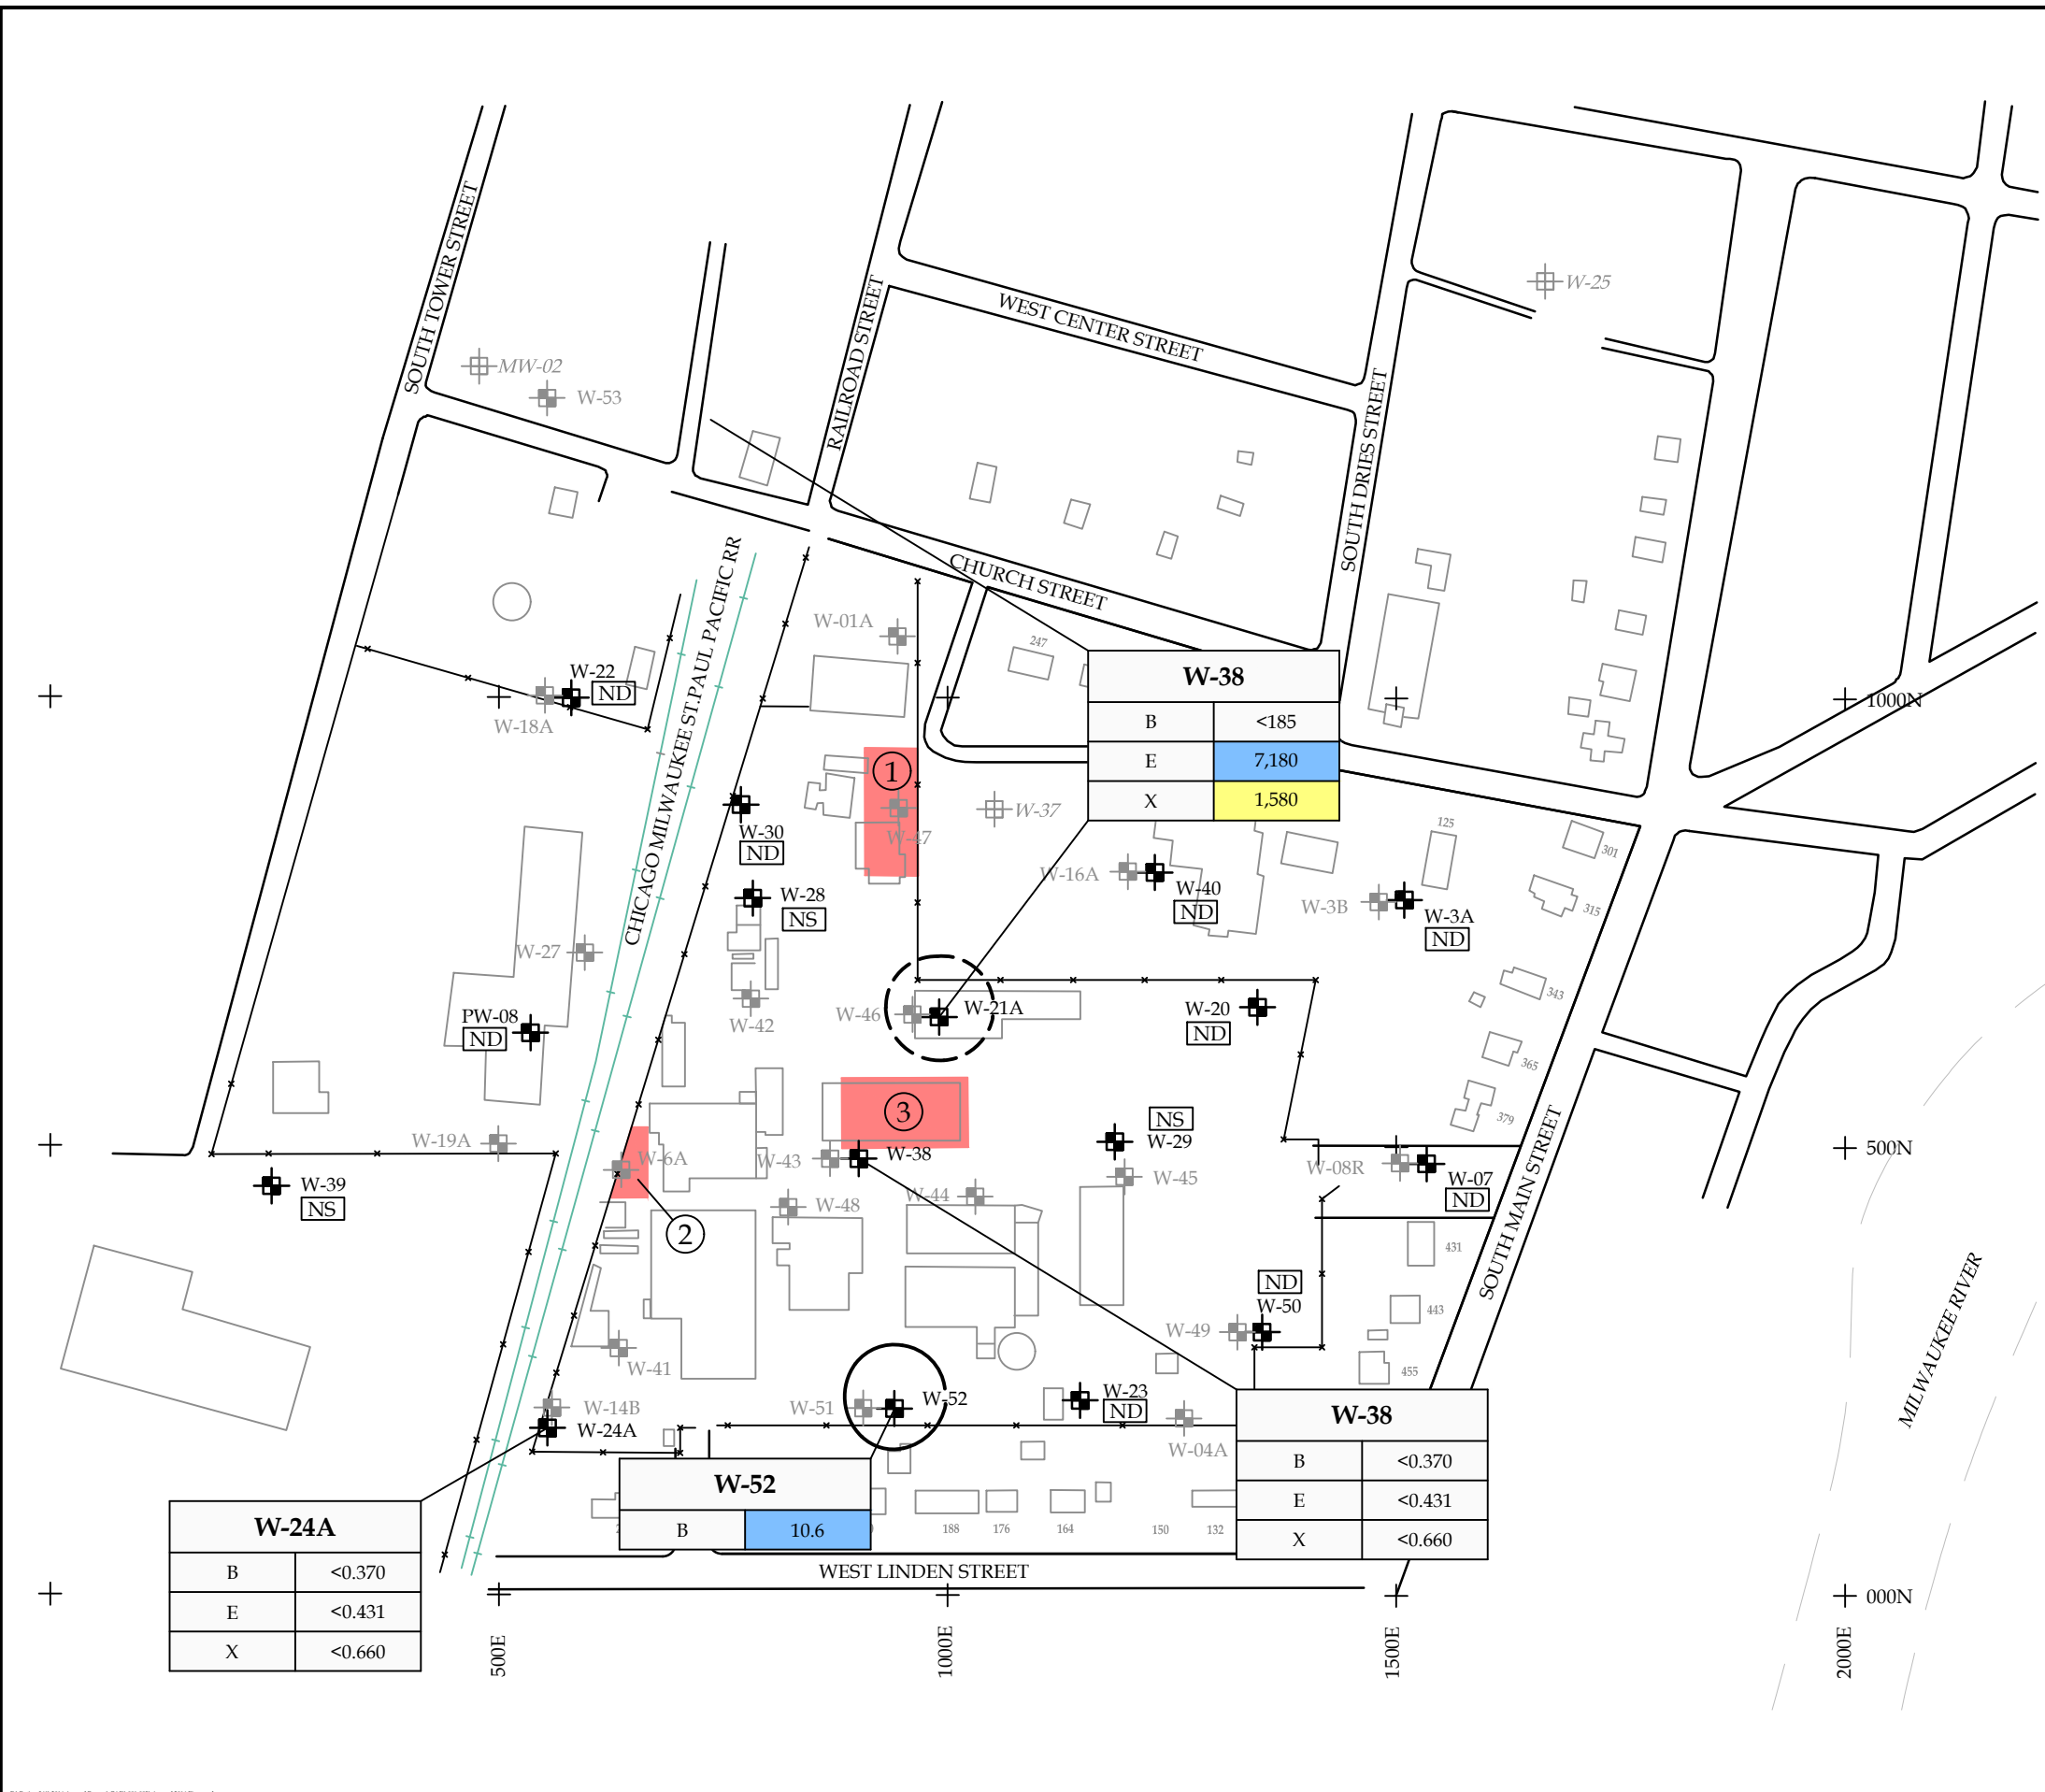 SOUTH TOWER STREET
RAILROAD STREET
WEST CENTER STREET
SOUTH DRIES STREET
W-25
MW-02
W-53
CHURCH STREET
CHICAGO MILWAUKEE ST.PAUL PACIFIC RR
W-01A
247
W-22
ND
W-18A
W-38
B <185
E 7,180
X 1,580
1000N
1
W-47
W-37
W-30
ND
W-28
NS
W-16A
W-40
ND
W-3B
W-3A
ND
125
301
315
W-27
PW-08
ND
W-42
W-46
W-21A
W-20
ND
343
365
379
3
W-19A
W-6A
W-43
W-38
NS
W-29
W-45
500N
W-08R
W-07
ND
W-39
NS
2
W-48
W-44
SOUTH MAIN STREET
431
443
455
MILWAUKEE RIVER
ND
W-50
W-49
W-41
W-14B
W-24A
W-51
W-52
W-23
ND
W-04A
W-38
B <0.370
E <0.431
X <0.660
W-52
B 10.6
188
176
164
150
132
W-24A
B <0.370
E <0.431
X <0.660
WEST LINDEN STREET
000N
500E
1000E
1500E
2000E